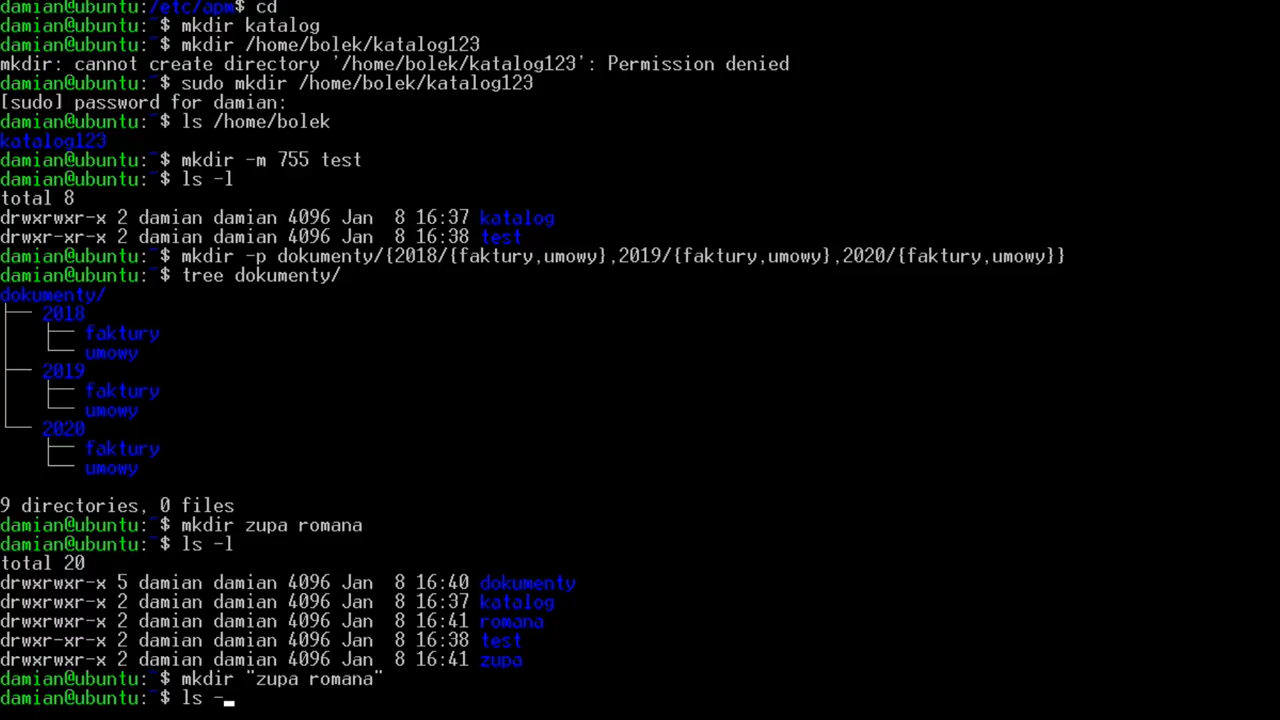 damian@ubuntu:/etc/apm$ cd
damian@ubuntu:~$ mkdir katalog
damian@ubuntu:~$ mkdir /home/bolek/katalog123
mkdir: cannot create directory '/home/bolek/katalog123': Permission denied
damian@ubuntu:~$ sudo mkdir /home/bolek/katalog123
[sudo] password for damian:
damian@ubuntu:~$ ls /home/bolek
katalog123
damian@ubuntu:~$ mkdir -m 755 test
damian@ubuntu:~$ ls -l
total 8
drwxrwxr-x 2 damian damian 4096 Jan  8 16:37 katalog
drwxr-xr-x 2 damian damian 4096 Jan  8 16:38 test
damian@ubuntu:~$ mkdir -p dokumenty/{2018/{faktury,umowy},2019/{faktury,umowy},2020/{faktury,umowy}}
damian@ubuntu:~$ tree dokumenty/
dokumenty/
├── 2018
│   ├── faktury
│   └── umowy
├── 2019
│   ├── faktury
│   └── umowy
└── 2020
    ├── faktury
    └── umowy
9 directories, 0 files
damian@ubuntu:~$ mkdir zupa romana
damian@ubuntu:~$ ls -l
total 20
drwxrwxr-x 5 damian damian 4096 Jan  8 16:40 dokumenty
drwxrwxr-x 2 damian damian 4096 Jan  8 16:37 katalog
drwxrwxr-x 2 damian damian 4096 Jan  8 16:41 romana
drwxr-xr-x 2 damian damian 4096 Jan  8 16:38 test
drwxrwxr-x 2 damian damian 4096 Jan  8 16:41 zupa
damian@ubuntu:~$ mkdir "zupa romana"
damian@ubuntu:~$ ls -_